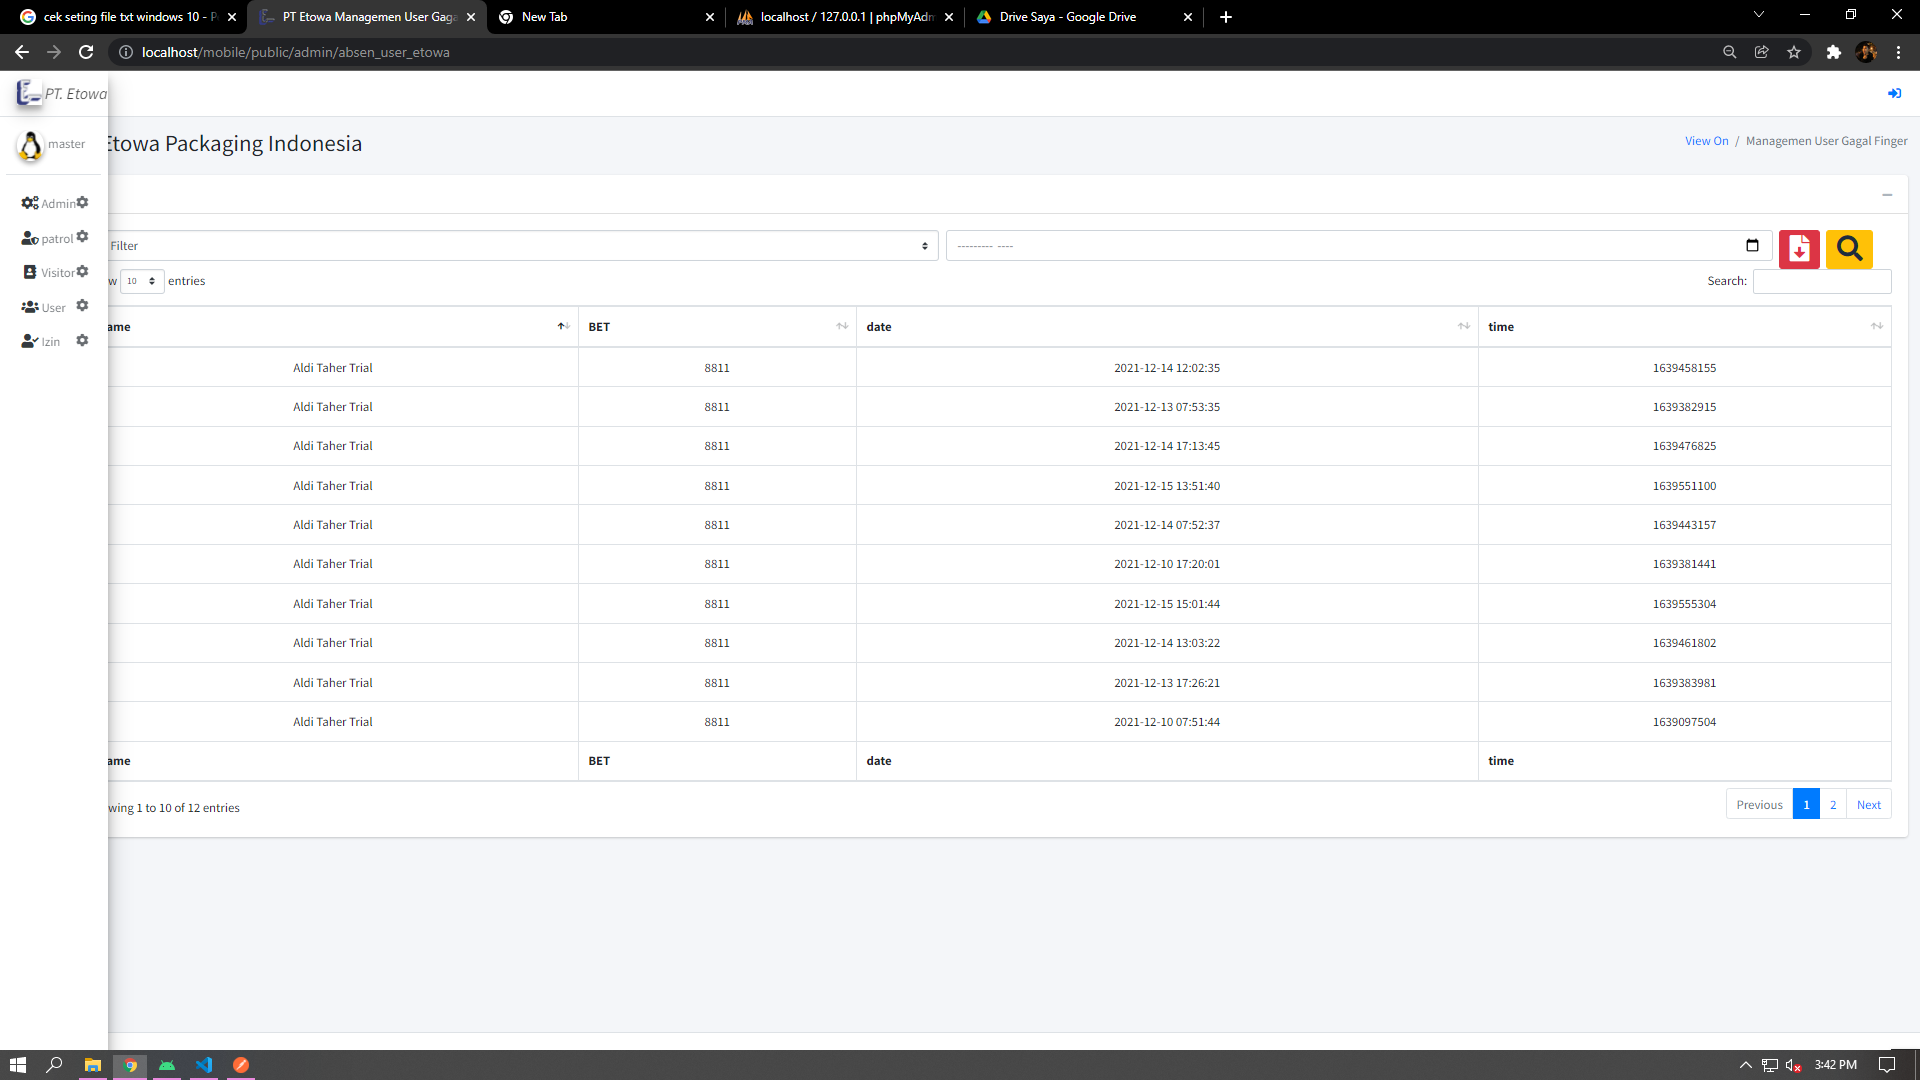 cek seting file txt windows 10 - P
PT Etowa Managemen User Gaga
New Tab
localhost / 127.0.0.1 | phpMyAdm
Drive Saya - Google Drive
localhost/mobile/public/admin/absen_user_etowa
PT. Etowa
master
Etowa Packaging Indonesia
View On / Managemen User Gagal Finger
Admin
patrol
Visitor
User
Izin
Filter
--------- ----
w 10 entries
Search:
ame BET date time
Aldi Taher Trial 8811 2021-12-14 12:02:35 1639458155
Aldi Taher Trial 8811 2021-12-13 07:53:35 1639382915
Aldi Taher Trial 8811 2021-12-14 17:13:45 1639476825
Aldi Taher Trial 8811 2021-12-15 13:51:40 1639551100
Aldi Taher Trial 8811 2021-12-14 07:52:37 1639443157
Aldi Taher Trial 8811 2021-12-10 17:20:01 1639381441
Aldi Taher Trial 8811 2021-12-15 15:01:44 1639555304
Aldi Taher Trial 8811 2021-12-14 13:03:22 1639461802
Aldi Taher Trial 8811 2021-12-13 17:26:21 1639383981
Aldi Taher Trial 8811 2021-12-10 07:51:44 1639097504
ame BET date time
wing 1 to 10 of 12 entries
Previous 1 2 Next
3:42 PM